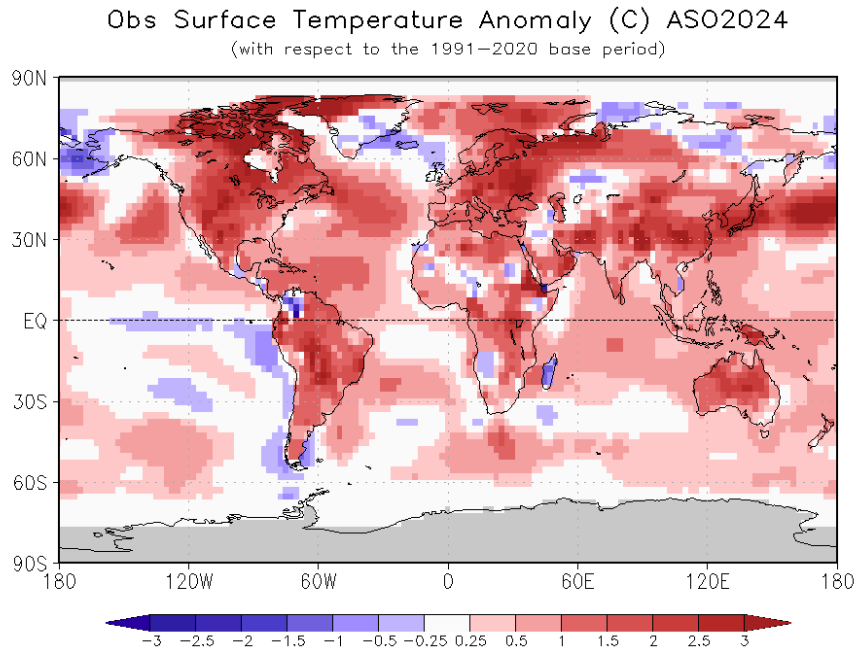 Obs Surface Temperature Anomaly (C) ASO2024
(with respect to the 1991–2020 base period)
90N
60N
30N
EQ
30S
60S
90S
180 120W 60W 0 60E 120E 180
−3 −2.5 −2 −1.5 −1 −0.5 −0.25 0.25 0.5 1 1.5 2 2.5 3